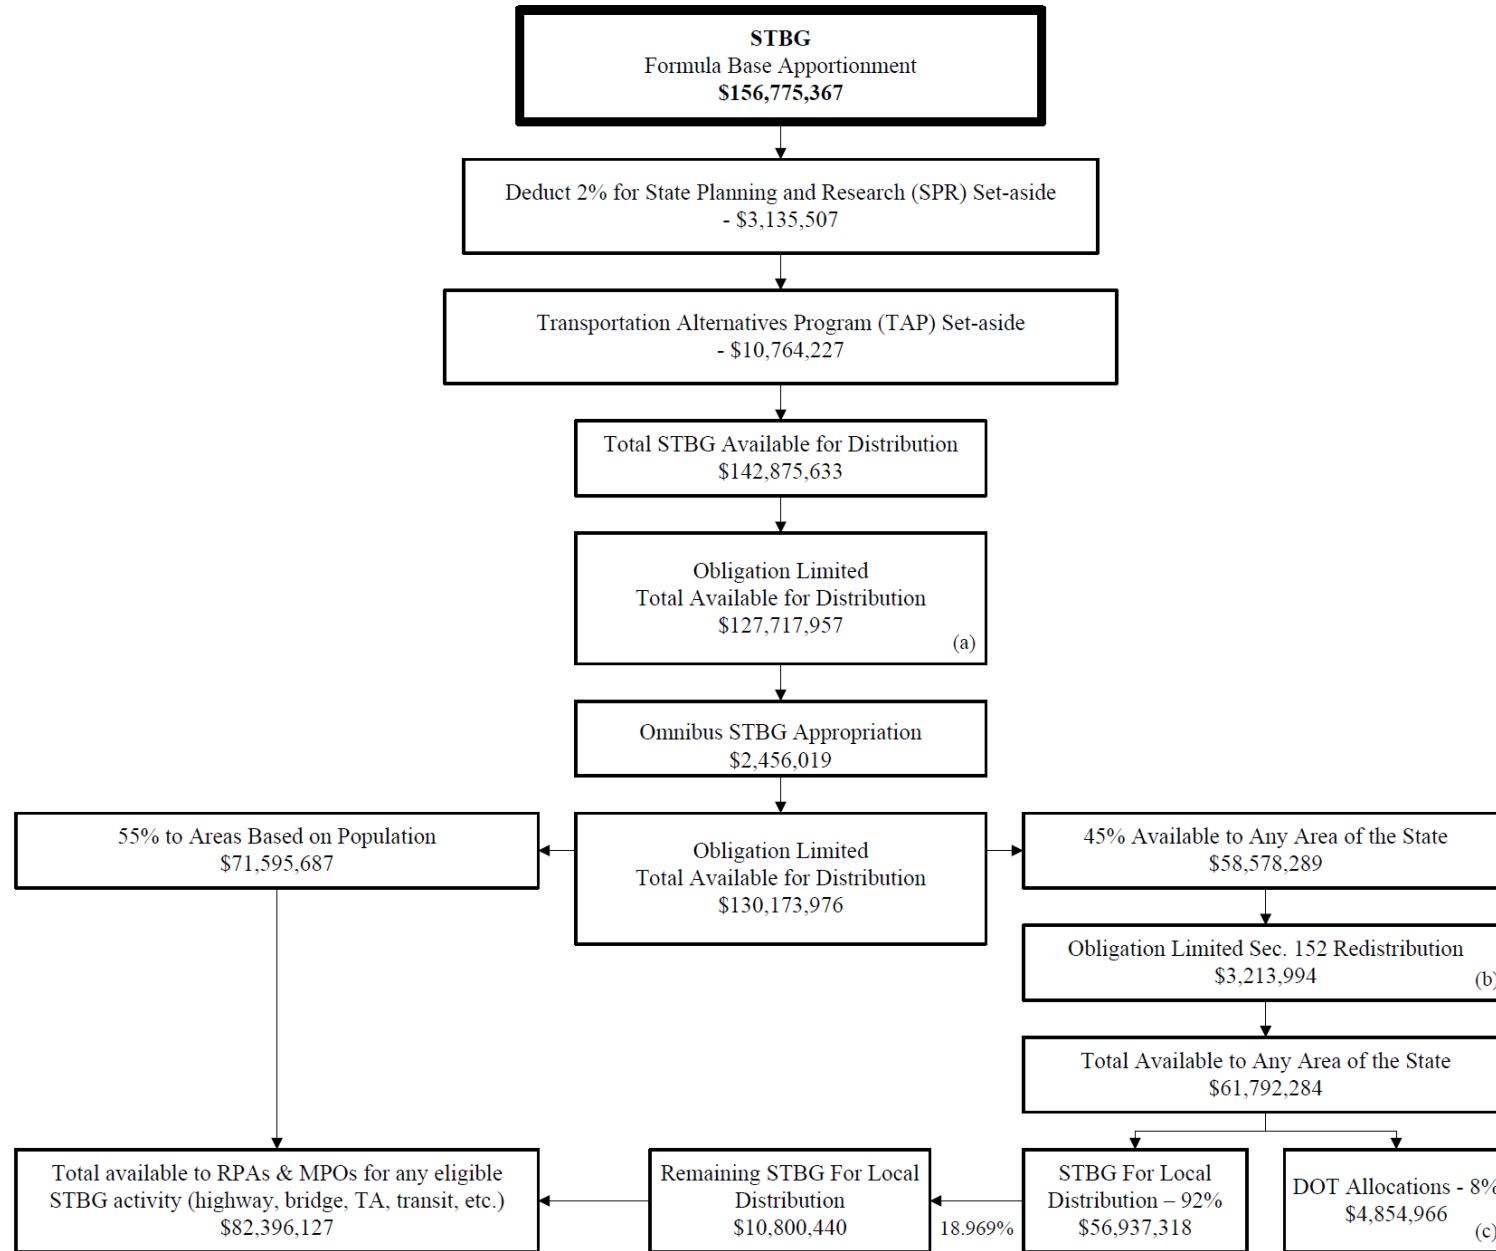 STBG
Formula Base Apportionment
$156,775,367
Deduct 2% for State Planning and Research (SPR) Set-aside
- $3,135,507
Transportation Alternatives Program (TAP) Set-aside
- $10,764,227
Total STBG Available for Distribution
$142,875,633
Obligation Limited
Total Available for Distribution
$127,717,957
(a)
Omnibus STBG Appropriation
$2,456,019
55% to Areas Based on Population
$71,595,687
Obligation Limited
Total Available for Distribution
$130,173,976
45% Available to Any Area of the State
$58,578,289
Obligation Limited Sec. 152 Redistribution
$3,213,994
(b)
Total Available to Any Area of the State
$61,792,284
Total available to RPAs & MPOs for any eligible
STBG activity (highway, bridge, TA, transit, etc.)
$82,396,127
Remaining STBG For Local
Distribution
$10,800,440
18.969%
STBG For Local
Distribution – 92%
$56,937,318
DOT Allocations - 8%
$4,854,966
(c)